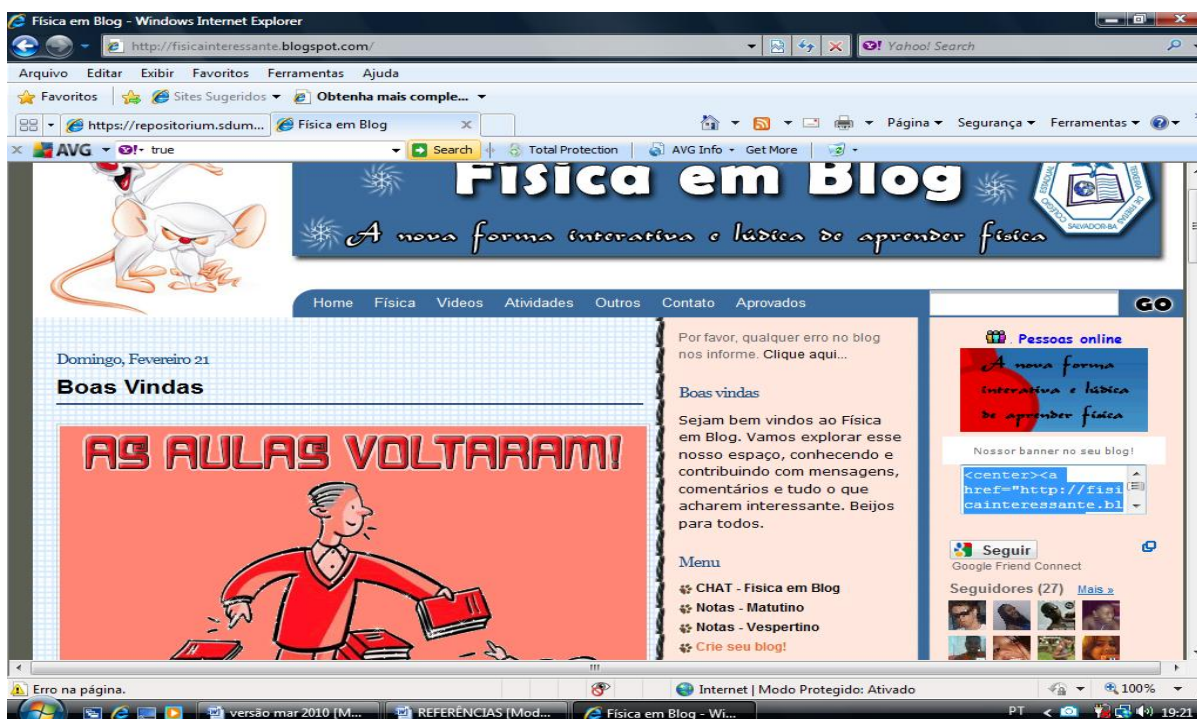 Física em Blog - Windows Internet Explorer
http://fisicainteressante.blogspot.com/
Yahoo! Search
Arquivo Editar Exibir Favoritos Ferramentas Ajuda
Favoritos Sites Sugeridos Obtenha mais comple...
https://repositorium.sdum... Física em Blog x Página Segurança Ferramentas
x AVG Y!- true Search Total Protection AVG Info Get More
Física em Blog
A nova forma interativa e lúdica de aprender física
COLÉGIO ESTADUAL TEIXEIRA DE FREITAS
SALVADOR-BA
Home Física Videos Atividades Outros Contato Aprovados GO
Domingo, Fevereiro 21
Boas Vindas
AS AULAS VOLTARAM!
Por favor, qualquer erro no blog
nos informe. Clique aqui...
Boas vindas
Sejam bem vindos ao Física
em Blog. Vamos explorar esse
nosso espaço, conhecendo e
contribuindo com mensagens,
comentários e tudo o que
acharem interessante. Beijos
para todos.
Menu
CHAT - Fisica em Blog
Notas - Matutino
Notas - Vespertino
Crie seu blog!
. Pessoas online
A nova forma
interativa e lúdica
de aprender física
Nossor banner no seu blog!
<center><a
href="http://fisi
cainteressante.bl
Seguir
Google Friend Connect
Seguidores (27) Mais »
Erro na página. Internet | Modo Protegido: Ativado 100%
versão mar 2010 [M... REFERÊNCIAS [Mod... Física em Blog - Wi... PT 19:21